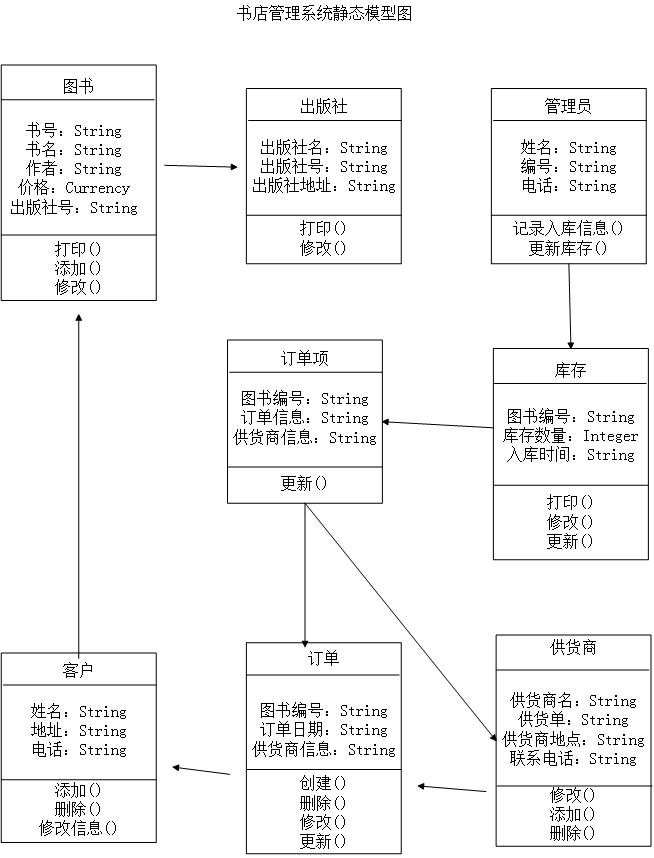 书店管理系统静态模型图
图书
书号：String
书名：String
作者：String
价格：Currency
出版社号：String
打印()
添加()
修改()
出版社
出版社名：String
出版社号：String
出版社地址：String
打印()
修改()
管理员
姓名：String
编号：String
电话：String
记录入库信息()
更新库存()
订单项
图书编号：String
订单信息：String
供货商信息：String
更新()
库存
图书编号：String
库存数量：Integer
入库时间：String
打印()
修改()
更新()
客户
姓名：String
地址：String
电话：String
添加()
删除()
修改信息()
订单
图书编号：String
订单日期：String
供货商信息：String
创建()
删除()
修改()
更新()
供货商
供货商名：String
供货单：String
供货商地点：String
联系电话：String
修改()
添加()
删除()